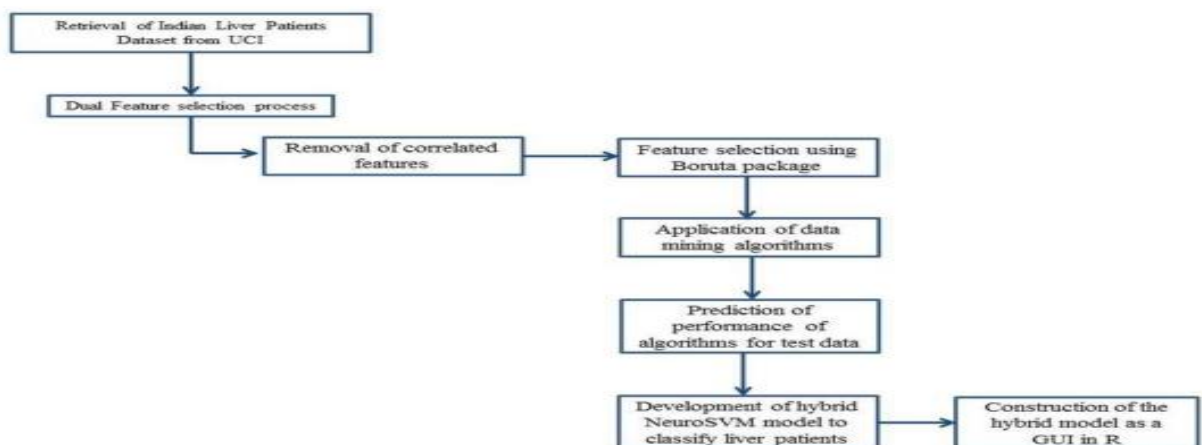 Retrieval of Indian Liver Patients
Dataset from UCI
Dual Feature selection process
Removal of correlated
features
Feature selection using
Boruta package
Application of data
mining algorithms
Prediction of
performance of
algorithms for test data
Development of hybrid
NeuroSVM model to
classify liver patients
Construction of the
hybrid model as a
GUI in R